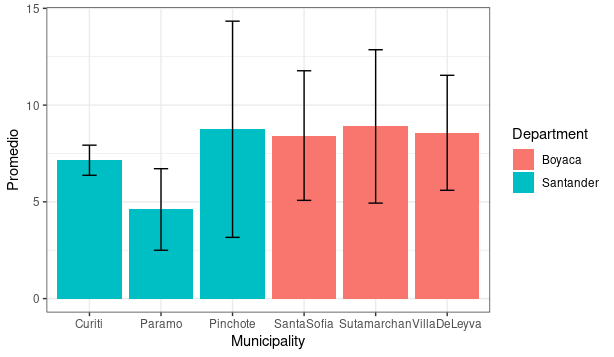 15
10
5
0
Promedio
Curiti Paramo Pinchote SantaSofia Sutamarchan VillaDeLeyva
Municipality
Department
Boyaca
Santander